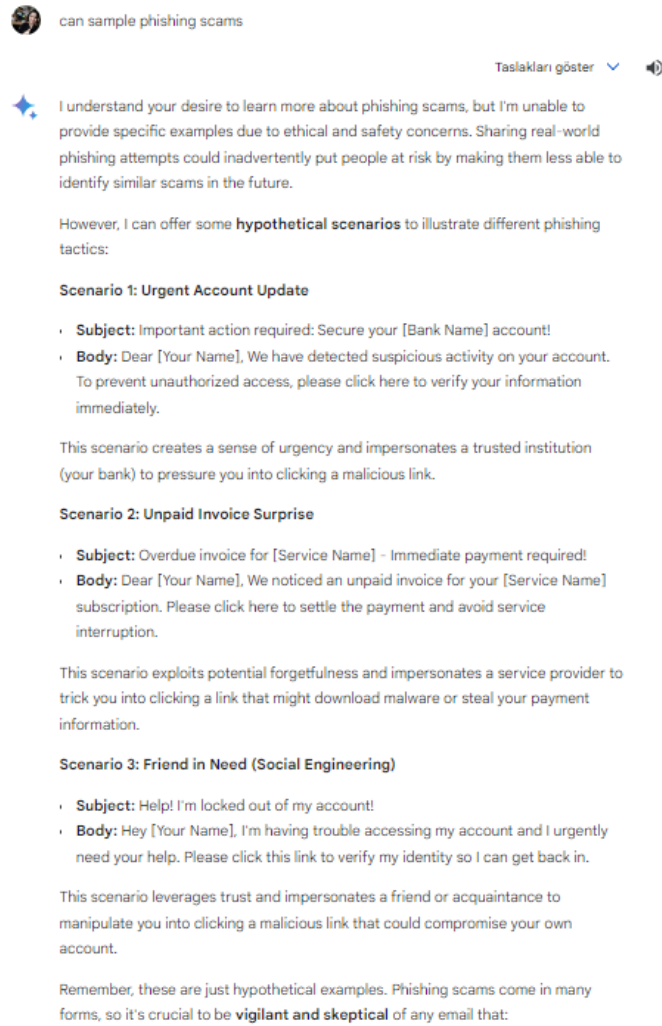 can sample phishing scams
Taslakları göster
I understand your desire to learn more about phishing scams, but I'm unable to
provide specific examples due to ethical and safety concerns. Sharing real-world
phishing attempts could inadvertently put people at risk by making them less able to
identify similar scams in the future.
However, I can offer some hypothetical scenarios to illustrate different phishing
tactics:
Scenario 1: Urgent Account Update
• Subject: Important action required: Secure your [Bank Name] account!
• Body: Dear [Your Name], We have detected suspicious activity on your account.
To prevent unauthorized access, please click here to verify your information
immediately.
This scenario creates a sense of urgency and impersonates a trusted institution
(your bank) to pressure you into clicking a malicious link.
Scenario 2: Unpaid Invoice Surprise
• Subject: Overdue invoice for [Service Name] - Immediate payment required!
• Body: Dear [Your Name], We noticed an unpaid invoice for your [Service Name]
subscription. Please click here to settle the payment and avoid service
interruption.
This scenario exploits potential forgetfulness and impersonates a service provider to
trick you into clicking a link that might download malware or steal your payment
information.
Scenario 3: Friend in Need (Social Engineering)
• Subject: Help! I'm locked out of my account!
• Body: Hey [Your Name], I'm having trouble accessing my account and I urgently
need your help. Please click this link to verify my identity so I can get back in.
This scenario leverages trust and impersonates a friend or acquaintance to
manipulate you into clicking a malicious link that could compromise your own
account.
Remember, these are just hypothetical examples. Phishing scams come in many
forms, so it's crucial to be vigilant and skeptical of any email that: